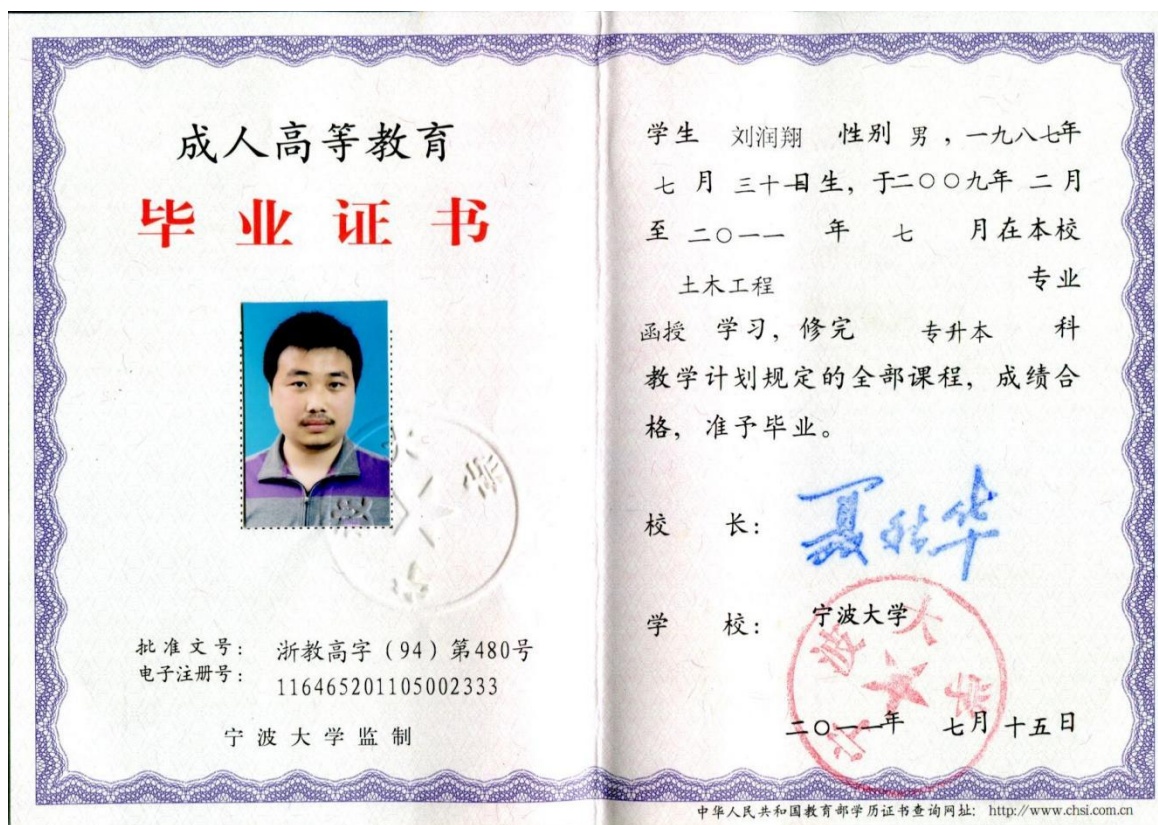 成人高等教育
毕业证书
批准文号： 浙教高字（94）第480号
电子注册号： 116465201105002333
宁波大学监制
学生 刘润翔 性别 男，一九八七年
七 月 三十日生，于二〇〇九年 二月
至 二〇一一 年 七 月在本校
土木工程 专业
函授 学习，修完 专升本 科
教学计划规定的全部课程，成绩合
格，准予毕业。
校 长：
学 校： 宁波大学
宁波大学
二〇一一年 七月十五日
中华人民共和国教育部学历证书查询网址： http://www.chsi.com.cn